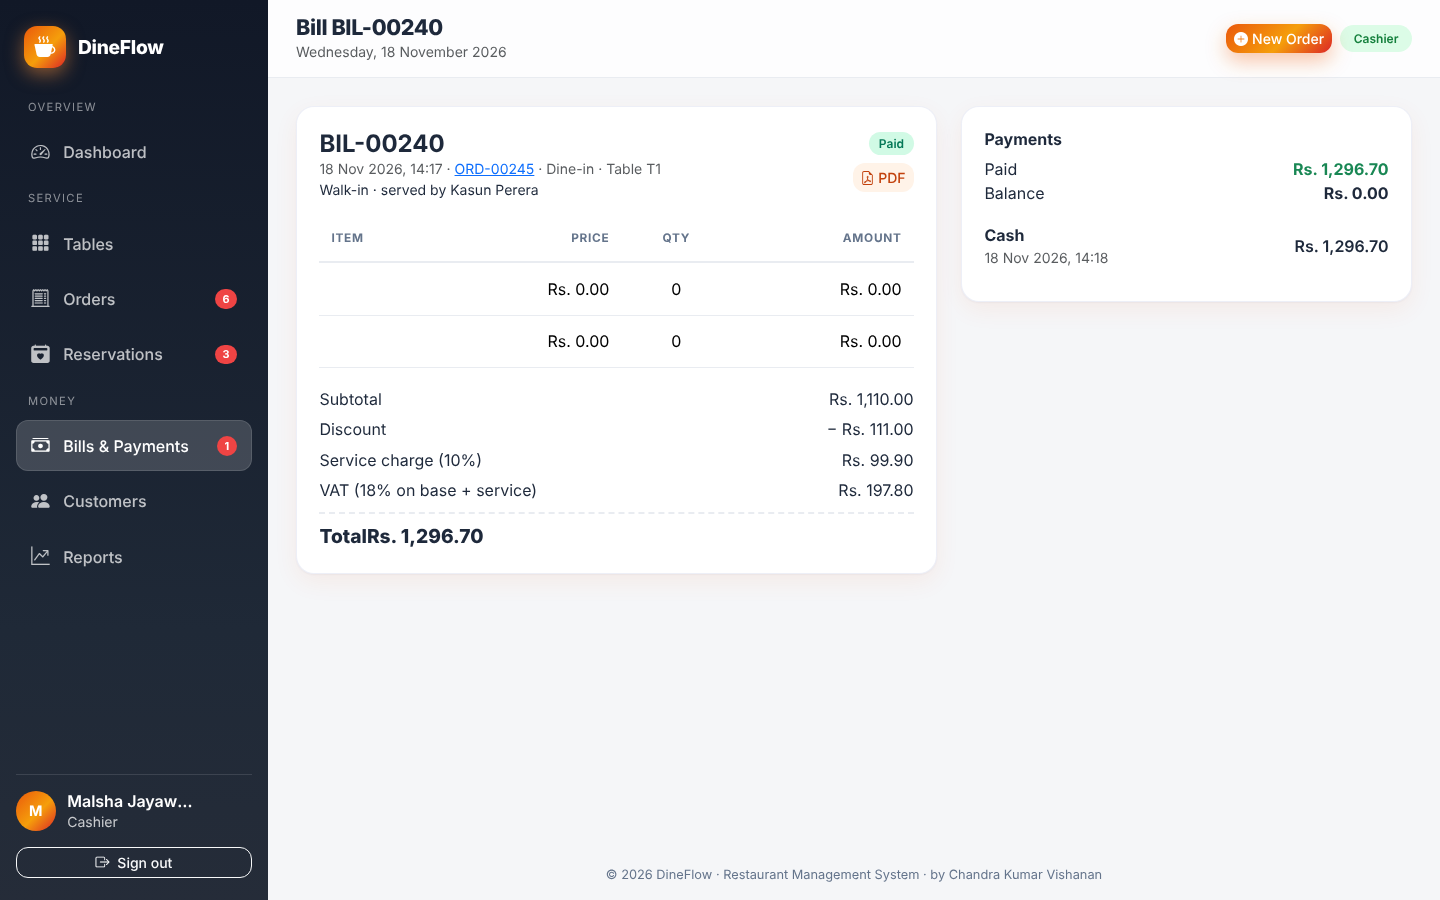 DineFlow
OVERVIEW
Dashboard
SERVICE
Tables
Orders 6
Reservations 3
MONEY
Bills & Payments 1
Customers
Reports
M
Malsha Jayaw...
Cashier
Sign out
Bill BIL-00240
Wednesday, 18 November 2026
New Order
Cashier
BIL-00240
Paid
18 Nov 2026, 14:17 · ORD-00245 · Dine-in · Table T1
PDF
Walk-in · served by Kasun Perera
ITEM PRICE QTY AMOUNT
Rs. 0.00 0 Rs. 0.00
Rs. 0.00 0 Rs. 0.00
Subtotal Rs. 1,110.00
Discount − Rs. 111.00
Service charge (10%) Rs. 99.90
VAT (18% on base + service) Rs. 197.80
TotalRs. 1,296.70
Payments
Paid Rs. 1,296.70
Balance Rs. 0.00
Cash Rs. 1,296.70
18 Nov 2026, 14:18
© 2026 DineFlow · Restaurant Management System · by Chandra Kumar Vishanan